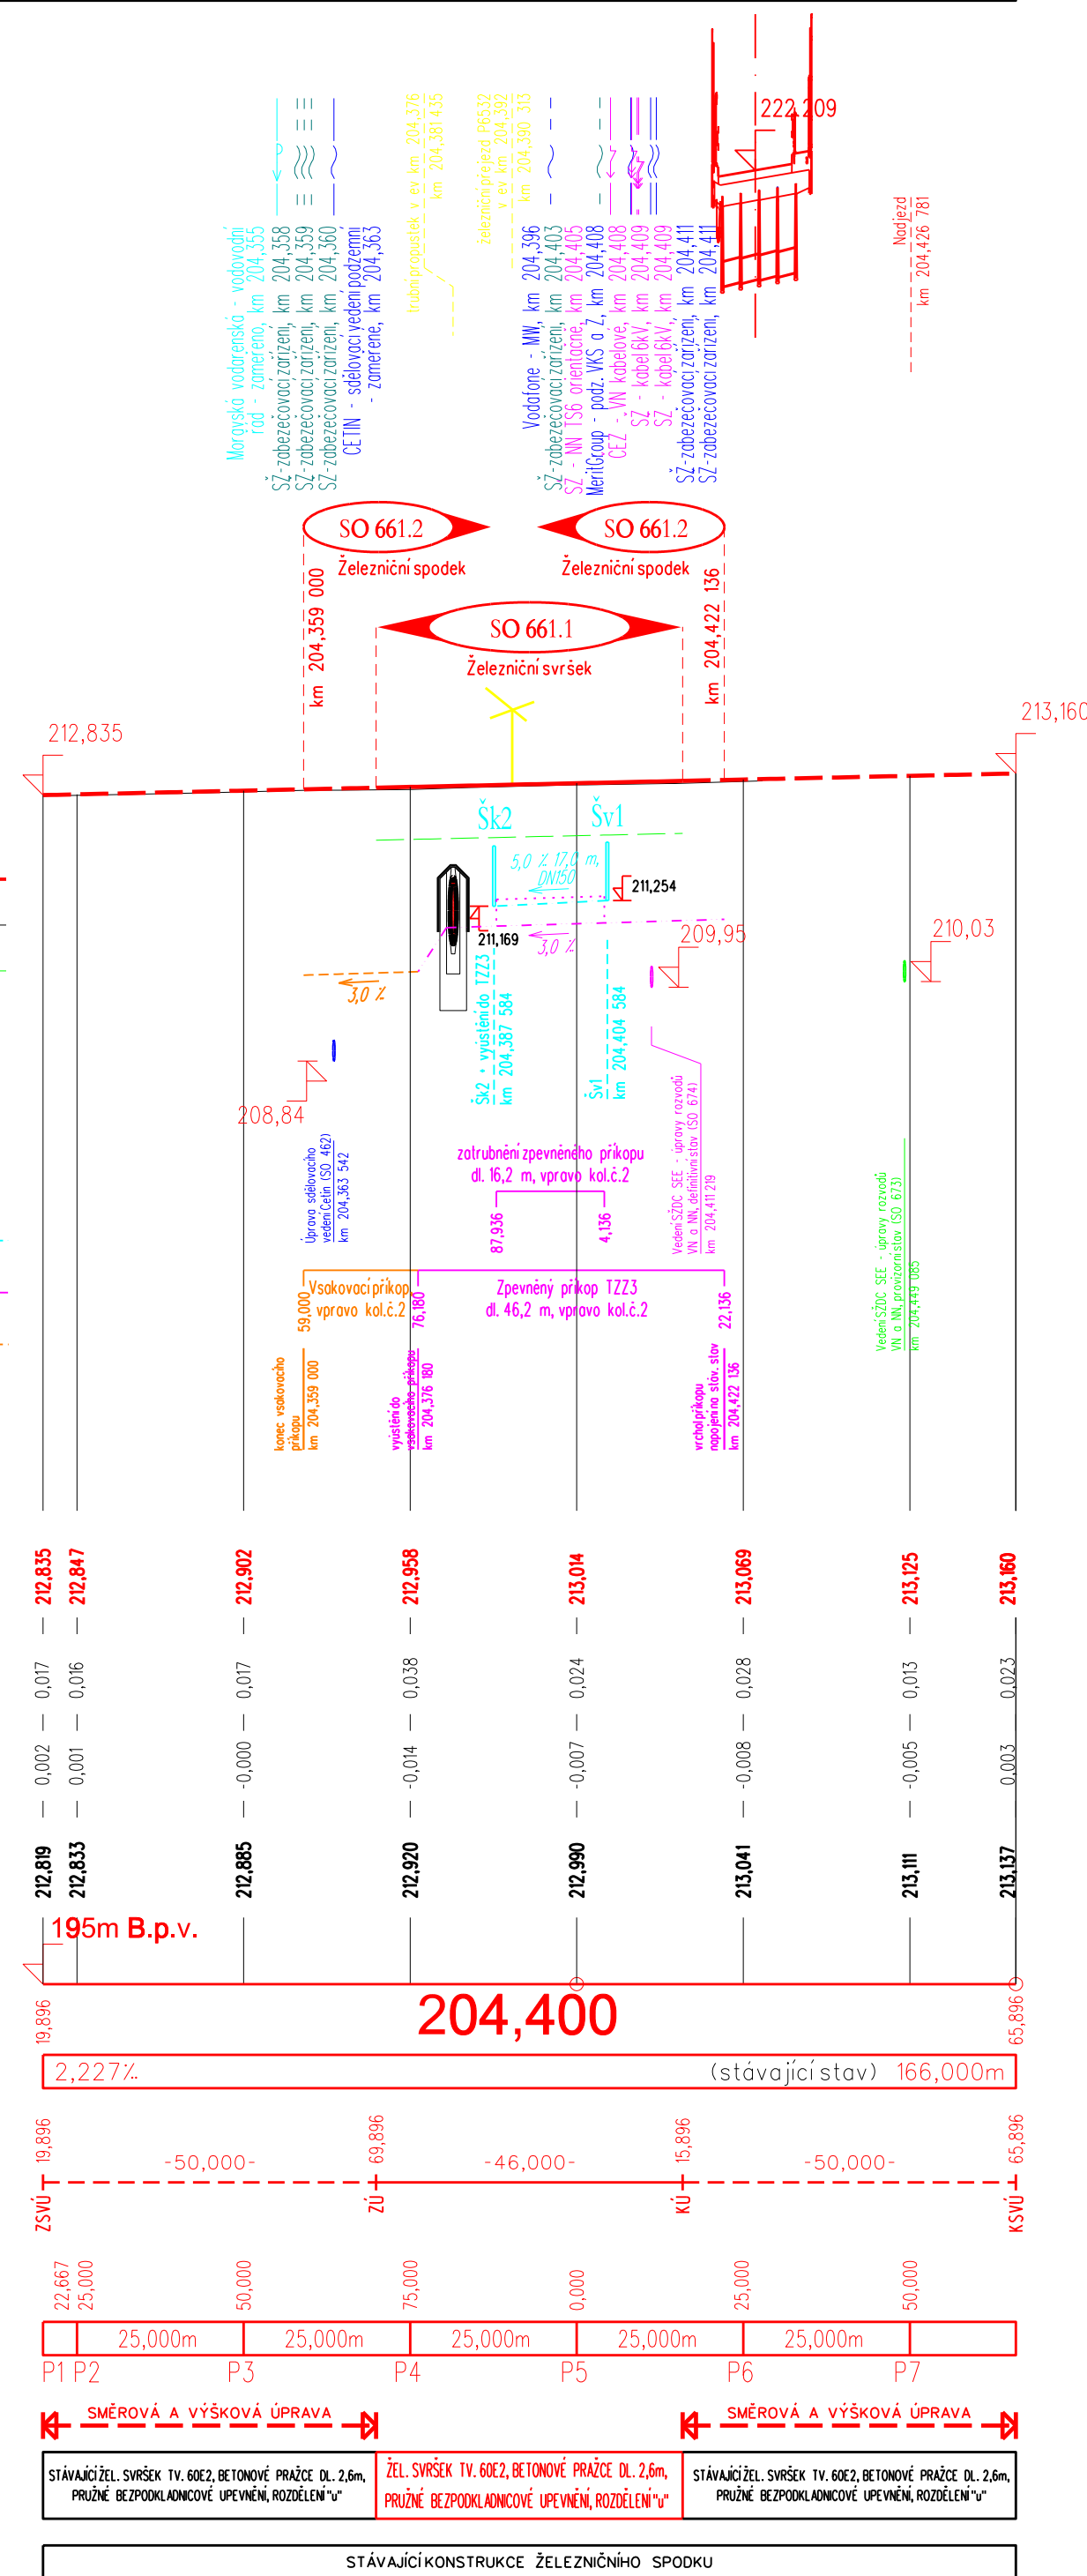 222,209
Moravská vodárenská - vodovodní
řád - zaměřeno, km 204,355
SŽ-zabezečovací zařízení, km 204,358
SŽ-zabezečovací zařízení, km 204,359
SŽ-zabezečovací zařízení, km 204,360
CETIN - sdělovací vedení podzemní
- zaměřené, km 204,363
trubní propustek v ev km 204,376
km 204,381 435
železniční přejezd P6532
v ev km 204,392
km 204,390 313
Vodafone - MW, km 204,396
SŽ-zabezečovací zařízení, km 204,403
SŽ - NN TS6 orientačně, km 204,405
MeritGroup - podz. VKS a Z, km 204,408
ČEZ - VN kabelové, km 204,408
SŽ - kabel 6kV, km 204,409
SŽ - kabel 6kV, km 204,409
SŽ-zabezečovací zařízení, km 204,411
SŽ-zabezečovací zařízení, km 204,411
Nadjezd
km 204,426 781
SO 661.2
Železniční spodek
SO 661.2
Železniční spodek
km 204,359 000
km 204,422 136
SO 661.1
Železniční svršek
212,835
213,160
Šk2
Šv1
5,0 ‰ 17,0 m,
DN150
211,254
211,169
3,0 ‰
209,95
210,03
3,0 ‰
208,84
Šk2 + vyústění do TZZ3
km 204,387 584
Šv1
km 204,404 584
Úprava sdělovacího
vedení Cetin (SO 462)
km 204,363 542
zatrubnění zpevněného příkopu
dl. 16,2 m, vpravo kol.č.2
87,936
4,136
Vedení SŽDC SEE - úpravy rozvodů
VN a NN, definitivní stav (SO 674)
km 204,411 219
Vedení SŽDC SEE - úpravy rozvodů
VN a NN, provizorní stav (SO 673)
km 204,449 085
59,000
Vsakovací příkop,
vpravo kol.č.2
76,180
Zpevněný příkop TZZ3
dl. 46,2 m, vpravo kol.č.2
22,136
konec vsakovacího
příkopu
km 204,359 000
vyústění do
vsakovacího příkopu
km 204,376 180
vrchol příkopu
napojení na stáv. stav
km 204,422 136
212,835 212,847 212,902 212,958 213,014 213,069 213,125 213,160
0,017 0,016 0,017 0,038 0,024 0,028 0,013 0,023
0,002 0,001 -0,000 -0,014 -0,007 -0,008 -0,005 0,003
212,819 212,833 212,885 212,920 212,990 213,041 213,111 213,137
195m B.p.v.
19,896
204,400
65,896
2,227‰
(stávající stav) 166,000m
19,896 69,896 15,896 65,896
-50,000- -46,000- -50,000-
ZSVÚ ZÚ KÚ KSVÚ
22,667 25,000 50,000 75,000 0,000 25,000 50,000
25,000m 25,000m 25,000m 25,000m 25,000m
P1 P2 P3 P4 P5 P6 P7
SMĚROVÁ A VÝŠKOVÁ ÚPRAVA
SMĚROVÁ A VÝŠKOVÁ ÚPRAVA
STÁVAJÍCÍ ŽEL. SVRŠEK TV. 60E2, BETONOVÉ PRAŽCE DL. 2,6m,
PRUŽNÉ BEZPODKLADNICOVÉ UPEVNĚNÍ, ROZDĚLENÍ "u"
ŽEL. SVRŠEK TV. 60E2, BETONOVÉ PRAŽCE DL. 2,6m,
PRUŽNÉ BEZPODKLADNICOVÉ UPEVNĚNÍ, ROZDĚLENÍ "u"
STÁVAJÍCÍ ŽEL. SVRŠEK TV. 60E2, BETONOVÉ PRAŽCE DL. 2,6m,
PRUŽNÉ BEZPODKLADNICOVÉ UPEVNĚNÍ, ROZDĚLENÍ "u"
STÁVAJÍCÍ KONSTRUKCE ŽELEZNIČNÍHO SPODKU